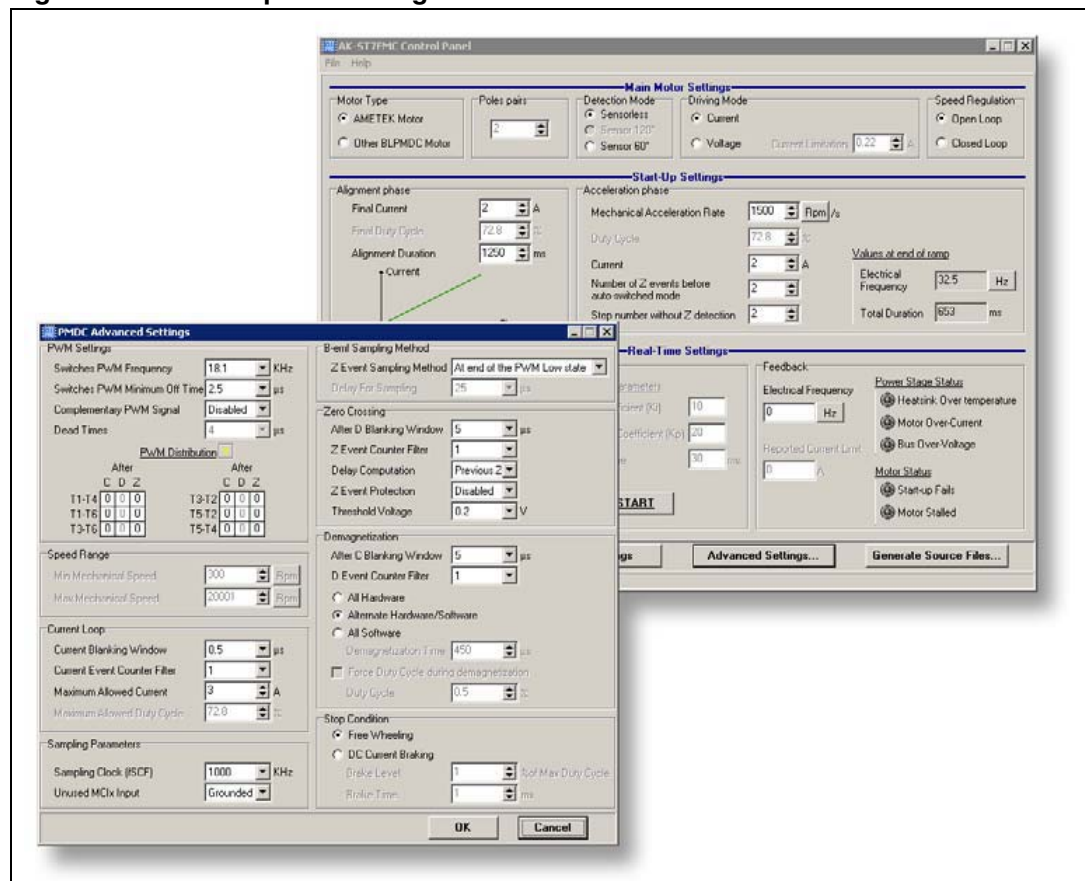 AK-ST7FMC Control Panel
File Help
Main Motor Settings
Motor Type
AMETEK Motor
Other BLPMDC Motor
Poles pairs
2
Detection Mode
Sensorless
Sensor 120°
Sensor 60°
Driving Mode
Current
Voltage
Current Limitation 0.22 A
Speed Regulation
Open Loop
Closed Loop
Start-Up Settings
Alignment phase
Final Current 2 A
Final Duty Cycle 72.8 %
Alignment Duration 1250 ms
Current
Acceleration phase
Mechanical Acceleration Rate 1500 Rpm /s
Duty Cycle 72.8 %
Current 2 A
Number of Z events before
auto-switched mode 2
Step number without Z detection 2
Values at end of ramp
Electrical
Frequency 32.5 Hz
Total Duration 653 ms
Real-Time Settings
10
(Kp) 20
30 ms
START
Feedback
Electrical Frequency
0 Hz
Reported Current Limit
0 A
Power Stage Status
Heatsink Over temperature
Motor Over-Current
Bus Over-Voltage
Motor Status
Start-up Fails
Motor Stalled
Advanced Settings...
Generate Source Files...
PMDC Advanced Settings
PWM Settings
Switches PWM Frequency 18.1 KHz
Switches PWM Minimum Off Time 2.5 µs
Complementary PWM Signal Disabled
Dead Times 4 µs
PWM Distribution
After After
C D Z C D Z
T1-T4 0 0 0 T3-T2 0 0 0
T1-T6 0 0 0 T5-T2 0 0 0
T3-T6 0 0 0 T5-T4 0 0 0
Speed Range
Min Mechanical Speed 300 Rpm
Max Mechanical Speed 20001 Rpm
Current Loop
Current Blanking Window 0.5 µs
Current Event Counter Filter 1
Maximum Allowed Current 3 A
Maximum Allowed Duty Cycle 72.8 %
Sampling Parameters
Sampling Clock (fSCF) 1000 KHz
Unused MCIx Input Grounded
B-emf Sampling Method
Z Event Sampling Method At end of the PWM Low state
Delay For Sampling 25 µs
Zero Crossing
After D Blanking Window 5 µs
Z Event Counter Filter 1
Delay Computation Previous Z
Z Event Protection Disabled
Threshold Voltage 0.2 V
Demagnetization
After C Blanking Window 5 µs
D Event Counter Filter 1
All Hardware
Alternate Hardware/Software
All Software
Demagnetization Time 450 µs
Force Duty Cycle during demagnetization
Duty Cycle 0.5 %
Stop Condition
Free Wheeling
DC Current Braking
Brake Level 1 % of Max Duty Cycle
Brake Time 1 ms
OK Cancel